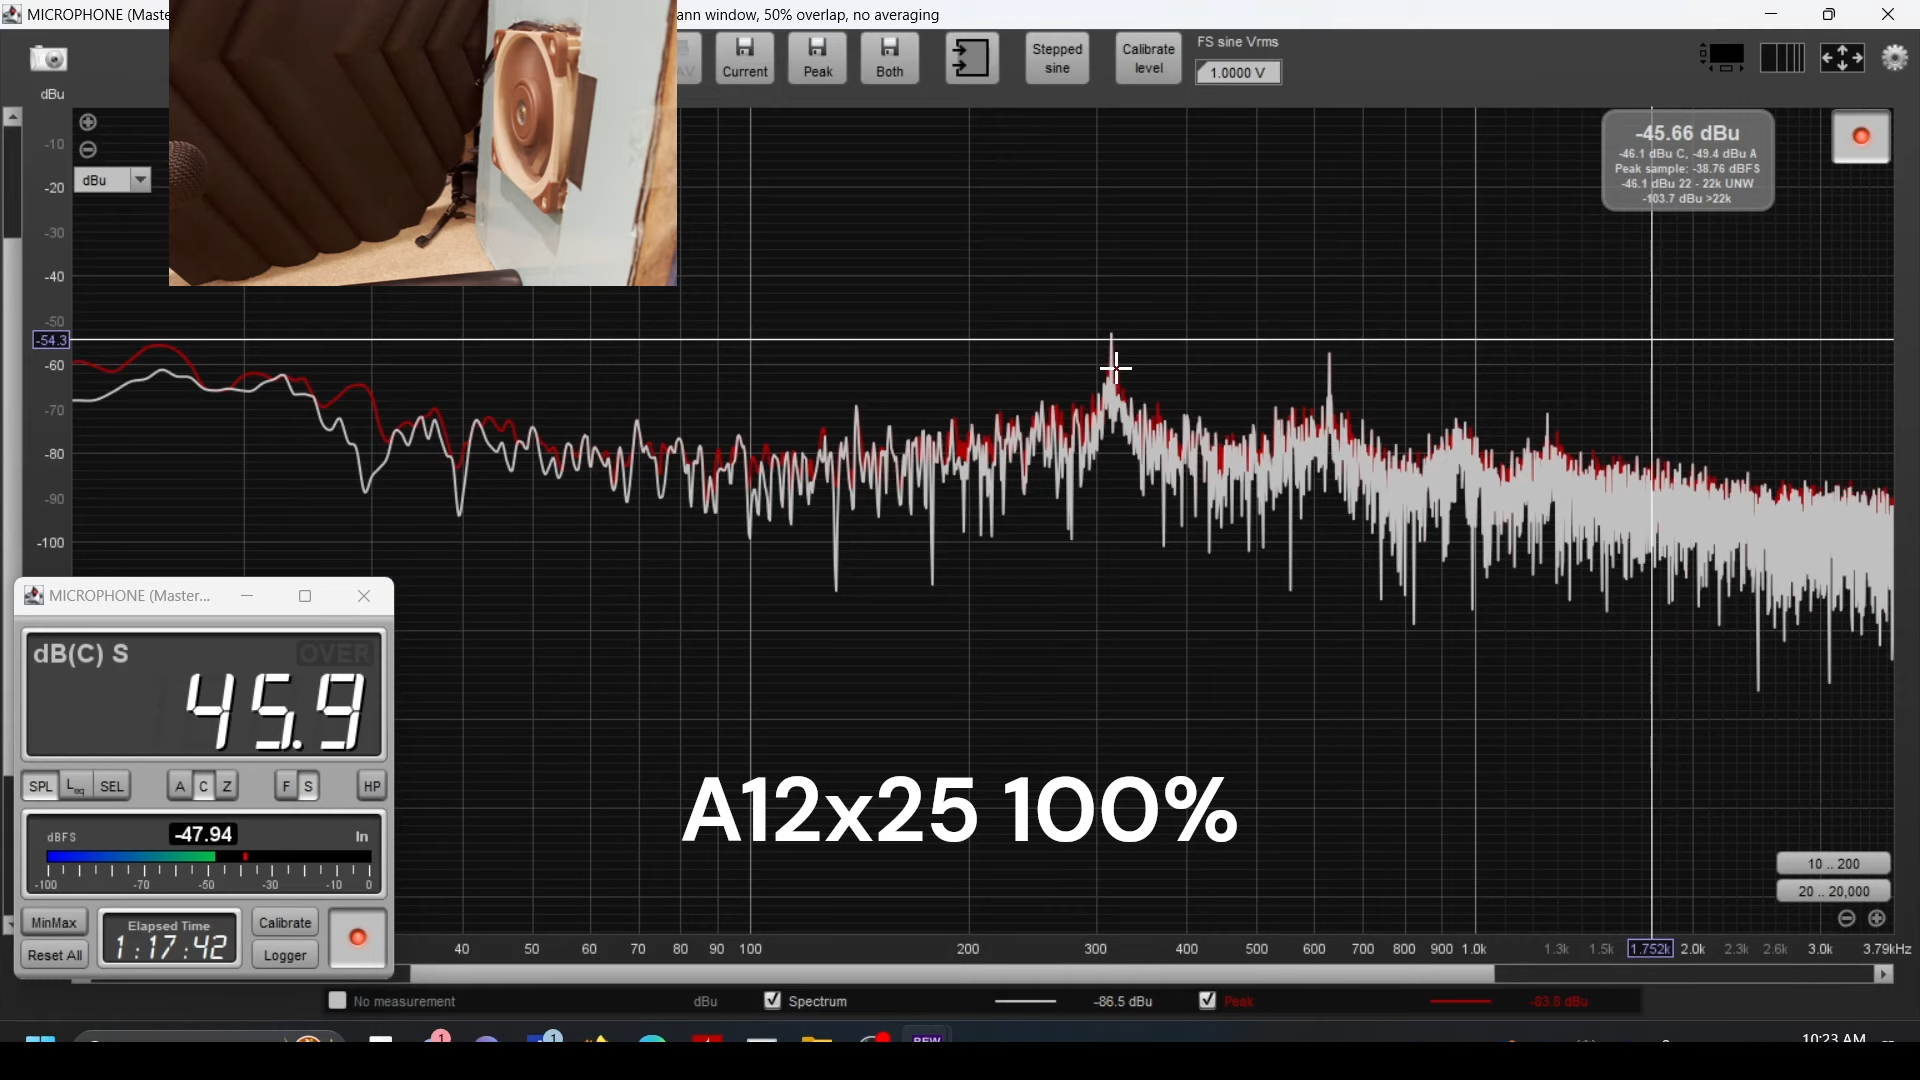 MICROPHONE (Maste
ann window, 50% overlap, no averaging
Current
Peak
Both
Stepped sine
Calibrate level
FS sine Vrms
1.0000 V
dBu
dBu
-10
-20
-30
-40
-50
-54.3
-60
-70
-80
-90
-100
-45.66 dBu
-46.1 dBu C, -49.4 dBu A
Peak sample: -38.76 dBFS
-46.1 dBu 22 - 22k UNW
-103.7 dBu >22k
MICROPHONE (Master...
dB(C) S
OVER
45.9
SPL Leq SEL A C Z F S HP
dBFS -47.94 In
-100 -70 -50 -30 -10 0
MinMax
Reset All
Elapsed Time
1:17:42
Calibrate
Logger
A12x25 100%
10 .. 200
20 .. 20,000
40 50 60 70 80 90 100 200 300 400 500 600 700 800 900 1.0k 1.3k 1.5k 1.752k 2.0k 2.3k 2.6k 3.0k 3.79kHz
No measurement dBu Spectrum -86.5 dBu Peak -83.8 dBu
1 1 REW 10:23 AM